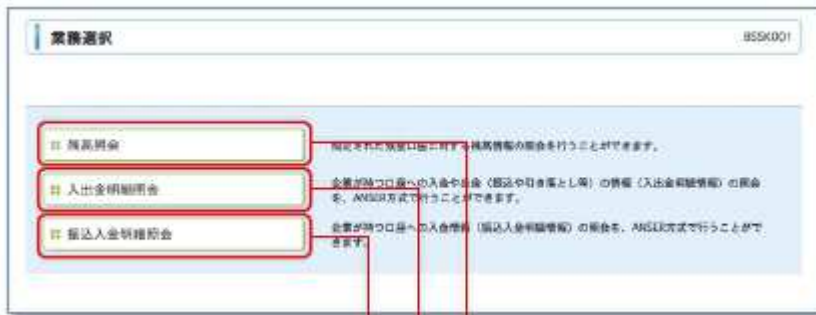 業務選択
BSSK001
残高照会
指定された預金口座に対する残高情報の照会を行うことができます。
入出金明細照会
企業が持つ口座への入金や出金（振込や引き落とし等）の情報（入出金明細情報）の照会
を、ANSER方式で行うことができます。
振込入金明細照会
企業が持つ口座への入金情報（振込入金明細情報）の照会を、ANSER方式で行うことがで
きます。